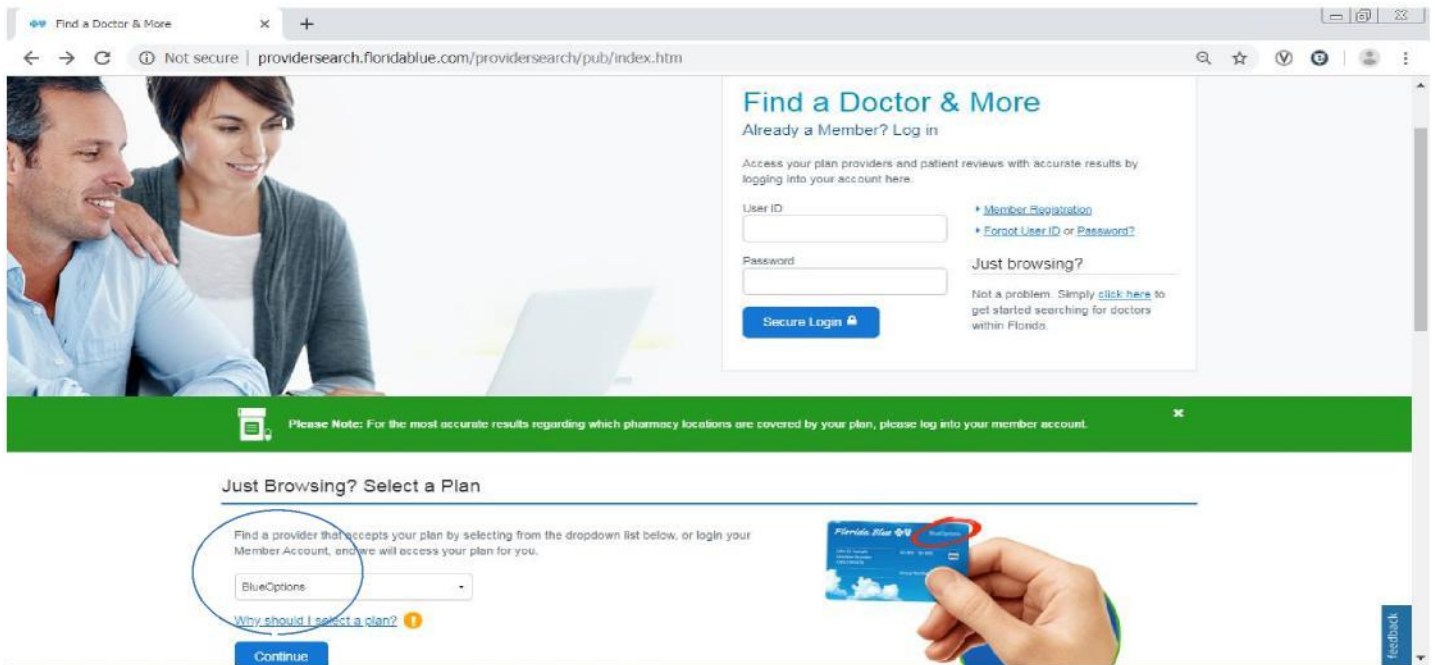 Find a Doctor & More
Not secure | providersearch.floridablue.com/providersearch/pub/index.htm
Find a Doctor & More
Already a Member? Log in
Access your plan providers and patient reviews with accurate results by
logging into your account here.
User ID
Member Registration
Forgot User ID or Password?
Password
Just browsing?
Not a problem. Simply click here to
get started searching for doctors
within Florida.
Secure Login
Please Note: For the most accurate results regarding which pharmacy locations are covered by your plan, please log into your member account.
Just Browsing? Select a Plan
Find a provider that accepts your plan by selecting from the dropdown list below, or login your
Member Account, and we will access your plan for you.
BlueOptions
Why should I select a plan?
Continue
Florida Blue
BlueOptions
feedback